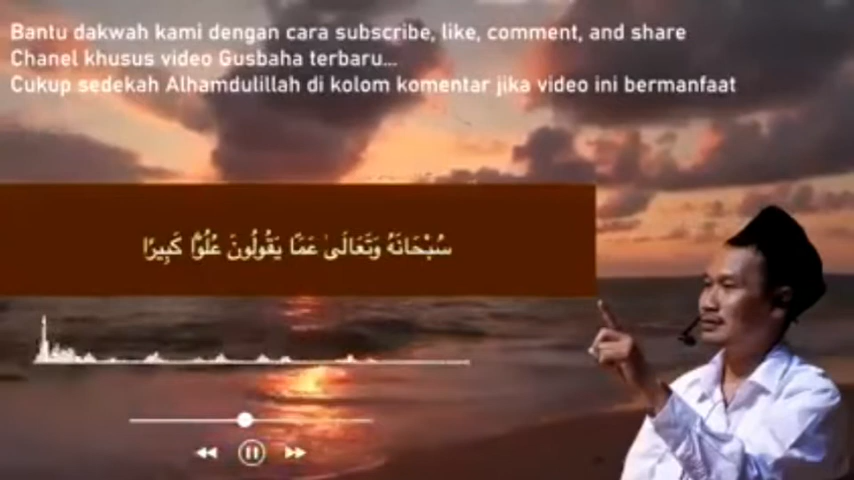 Bantu dakwah kami dengan cara subscribe, like, comment, and share
Chanel khusus video Gusbaha terbaru...
Cukup sedekah Alhamdulillah di kolom komentar jika video ini bermanfaat
سُبْحَانَهُ وَتَعَالَىٰ عَمَّا يَقُولُونَ عُلُوًّا كَبِيرًا